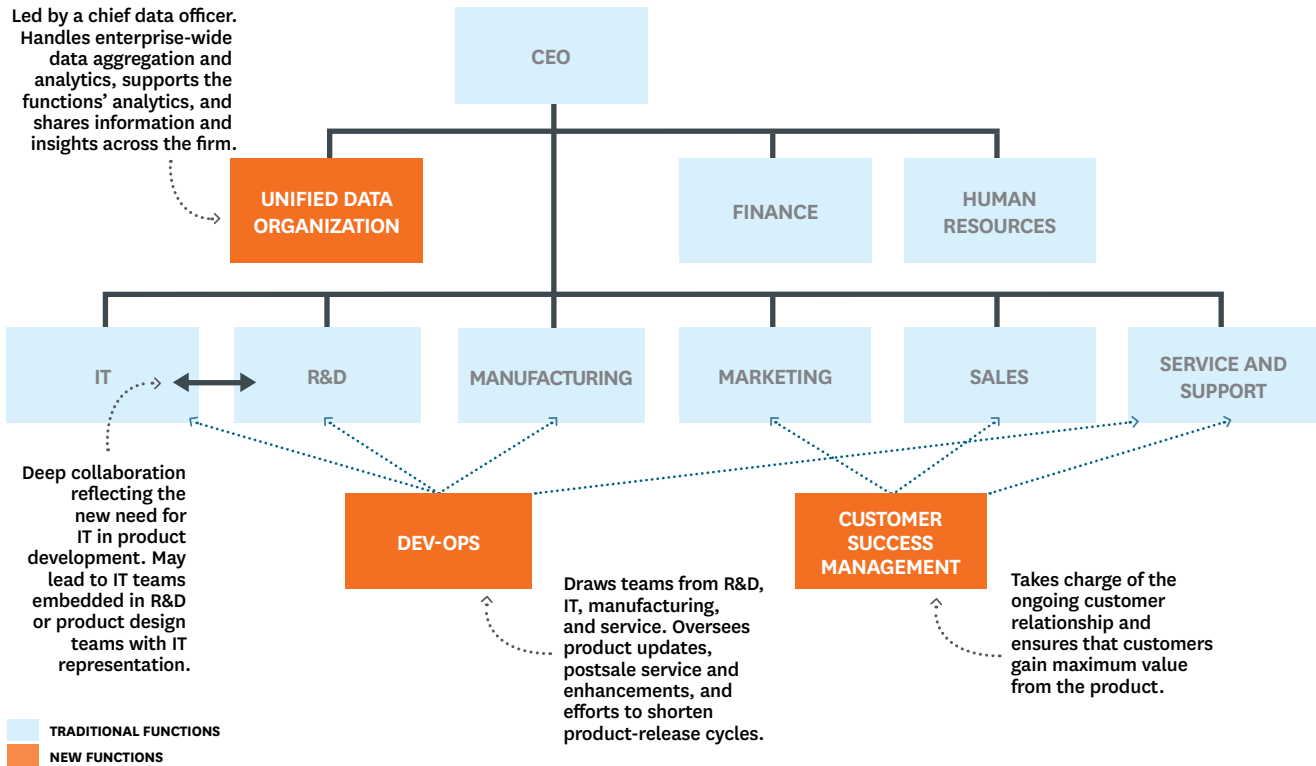 Led by a chief data officer.
Handles enterprise-wide
data aggregation and
analytics, supports the
functions’ analytics, and
shares information and
insights across the firm.
CEO
UNIFIED DATA
ORGANIZATION
FINANCE
HUMAN
RESOURCES
IT
R&D
MANUFACTURING
MARKETING
SALES
SERVICE AND
SUPPORT
Deep collaboration
reflecting the
new need for
IT in product
development. May
lead to IT teams
embedded in R&D
or product design
teams with IT
representation.
DEV-OPS
Draws teams from R&D,
IT, manufacturing,
and service. Oversees
product updates,
postsale service and
enhancements, and
efforts to shorten
product-release cycles.
CUSTOMER
SUCCESS
MANAGEMENT
Takes charge of the
ongoing customer
relationship and
ensures that customers
gain maximum value
from the product.
TRADITIONAL FUNCTIONS
NEW FUNCTIONS